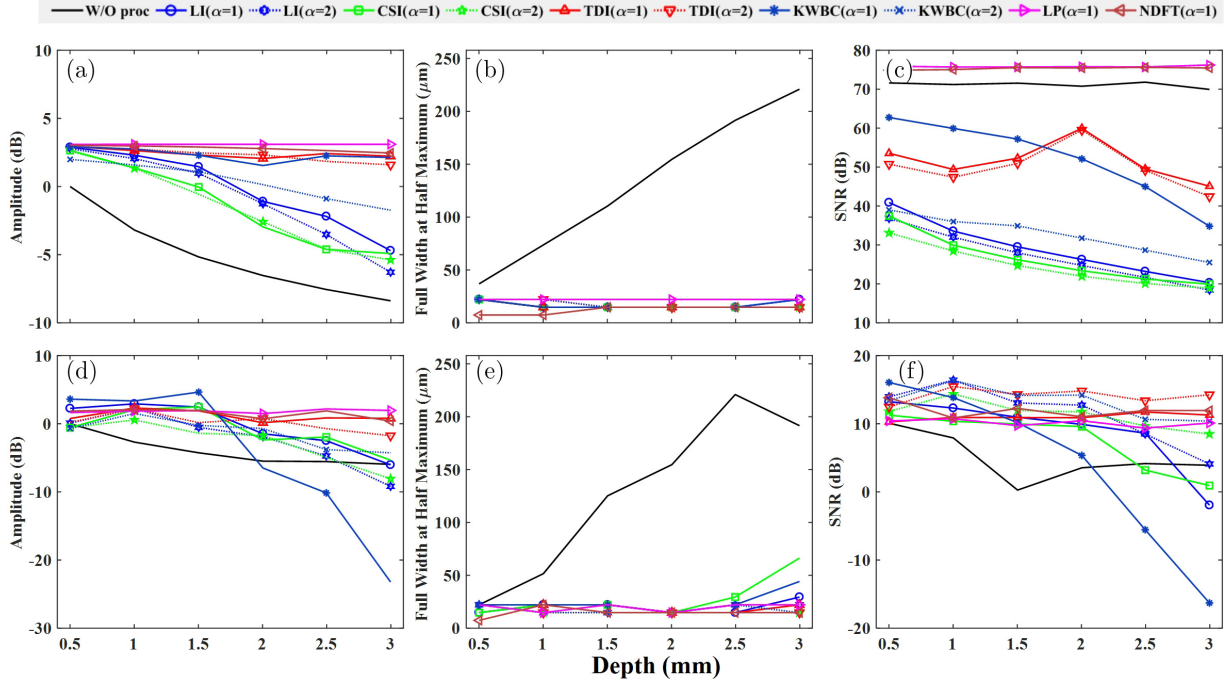 W/O proc LI(α=1) LI(α=2) CSI(α=1) CSI(α=2) TDI(α=1) TDI(α=2) KWBC(α=1) KWBC(α=2) LP(α=1) NDFT(α=1)
(a)
Amplitude (dB)
10
5
0
-5
-10
(b)
Full Width at Half Maximum (μm)
250
200
150
100
50
0
(c)
SNR (dB)
80
70
60
50
40
30
20
10
(d)
Amplitude (dB)
10
0
-10
-20
-30
0.5 1 1.5 2 2.5 3
(e)
Full Width at Half Maximum (μm)
250
200
150
100
50
0
0.5 1 1.5 2 2.5 3
(f)
SNR (dB)
20
10
0
-10
-20
0.5 1 1.5 2 2.5 3
Depth (mm)